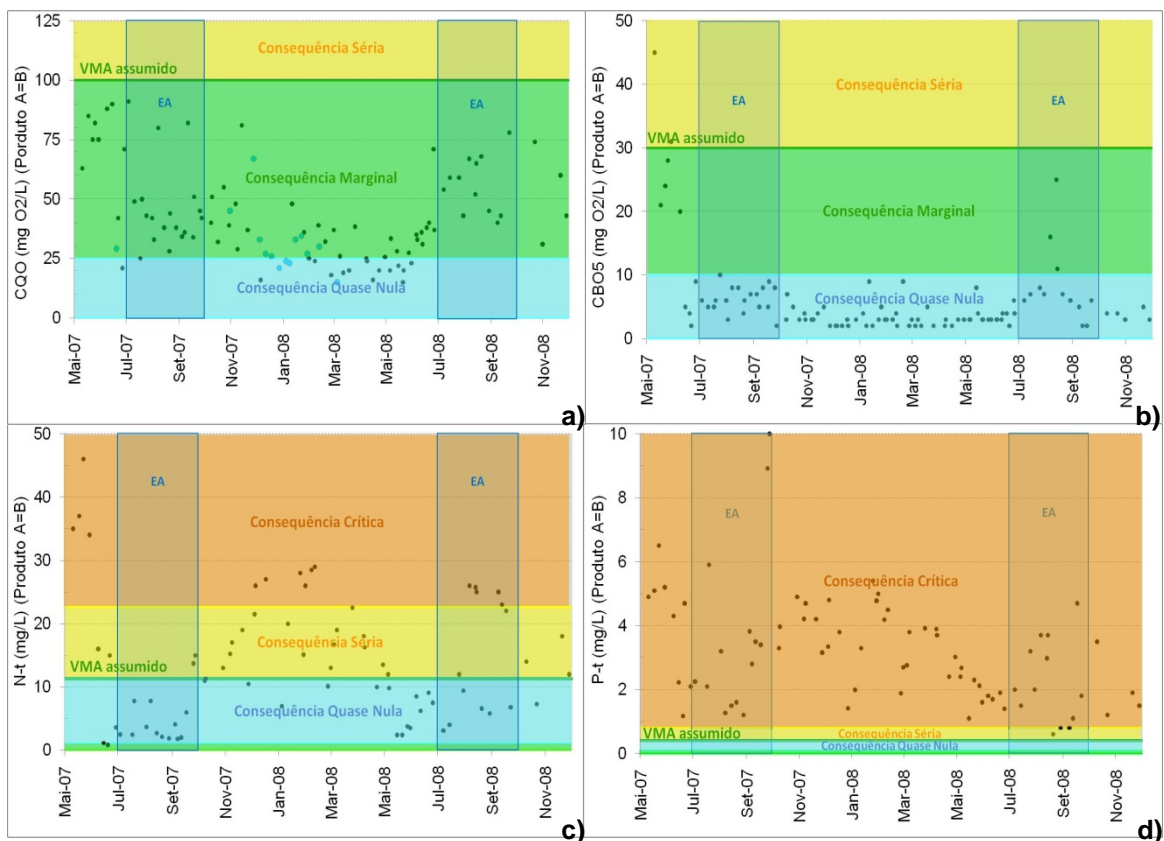 CQO (mg O2/L) (Porduto A=B)
125
100
75
50
25
0
Consequência Séria
VMA assumido
EA
EA
Consequência Marginal
Consequência Quase Nula
Mai-07
Jul-07
Set-07
Nov-07
Jan-08
Mar-08
Mai-08
Jul-08
Set-08
Nov-08
a)
CBO5 (mg O2/L) (Produto A=B)
50
40
30
20
10
0
Consequência Séria
EA
EA
VMA assumido
Consequência Marginal
Consequência Quase Nula
Mai-07
Jul-07
Set-07
Nov-07
Jan-08
Mar-08
Mai-08
Jul-08
Set-08
Nov-08
b)
N-t (mg/L) (Produto A=B)
50
40
30
20
10
0
EA
EA
Consequência Crítica
Consequência Séria
VMA assumido
Consequência Quase Nula
Mai-07
Jul-07
Set-07
Nov-07
Jan-08
Mar-08
Mai-08
Jul-08
Set-08
Nov-08
c)
P-t (mg/L) (Produto A=B)
10
8
6
4
2
0
EA
EA
Consequência Crítica
VMA assumido
Consequência Séria
Consequência Quase Nula
Mai-07
Jul-07
Set-07
Nov-07
Jan-08
Mar-08
Mai-08
Jul-08
Set-08
Nov-08
d)